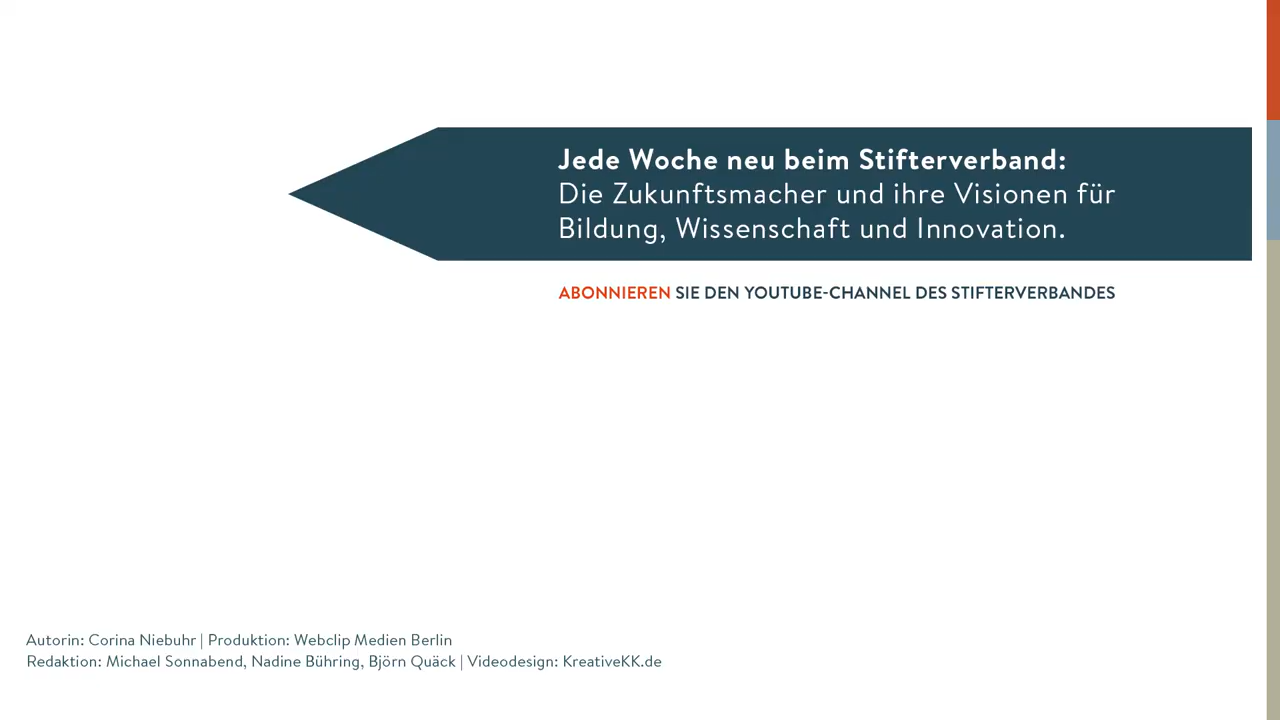 Jede Woche neu beim Stifterverband:
Die Zukunftsmacher und ihre Visionen für
Bildung, Wissenschaft und Innovation.
ABONNIEREN SIE DEN YOUTUBE-CHANNEL DES STIFTERVERBANDES
Autorin: Corina Niebuhr | Produktion: Webclip Medien Berlin
Redaktion: Michael Sonnabend, Nadine Bühring, Björn Quäck | Videodesign: KreativeKK.de